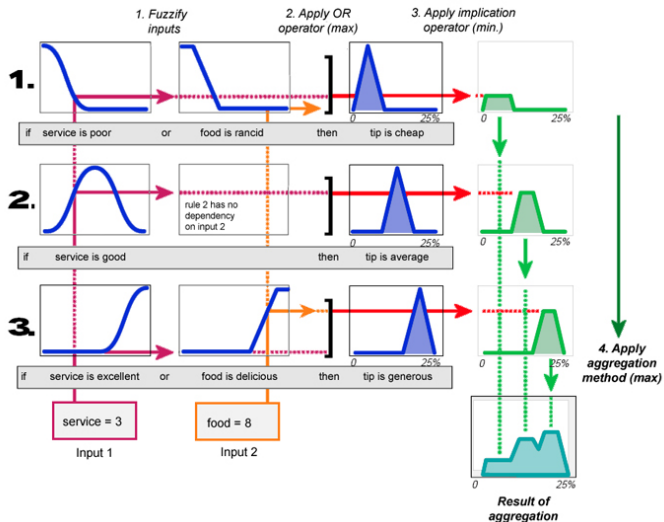 1. Fuzzify
inputs
2. Apply OR
operator (max)
3. Apply implication
operator (min.)
1.
0 25%
0 25%
if service is poor or food is rancid then tip is cheap
2.
rule 2 has no
dependency
on input 2
0 25%
0 25%
if service is good then tip is average
3.
0 25%
0 25%
if service is excellent or food is delicious then tip is generous
4. Apply
aggregation
method (max)
service = 3
food = 8
Input 1
Input 2
0 25%
Result of
aggregation